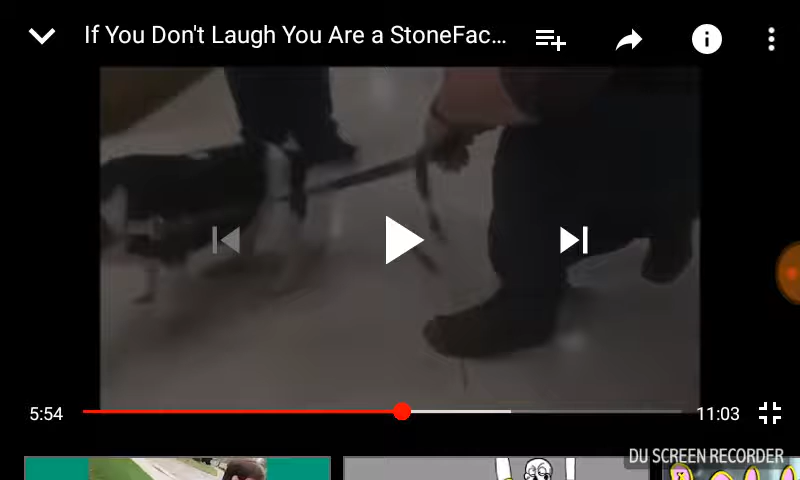 If You Don't Laugh You Are a StoneFac...
5:54
11:03
DU SCREEN RECORDER